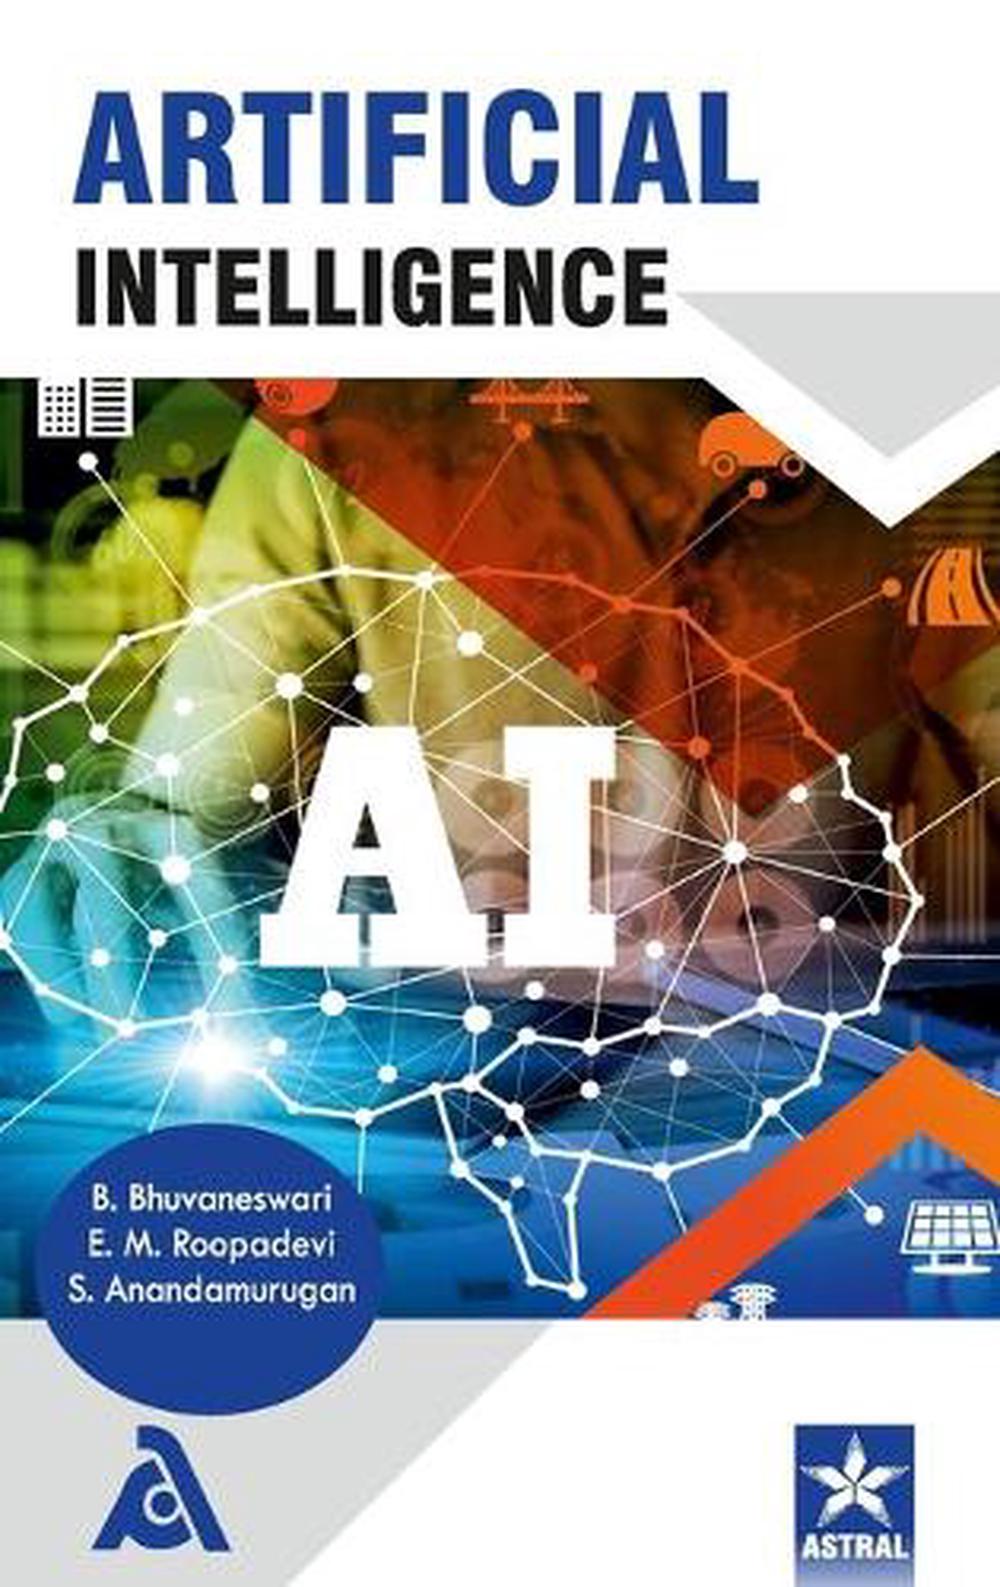 ARTIFICIAL
INTELLIGENCE
AI
B. Bhuvaneswari
E. M. Roopadevi
S. Anandamurugan
ASTRAL